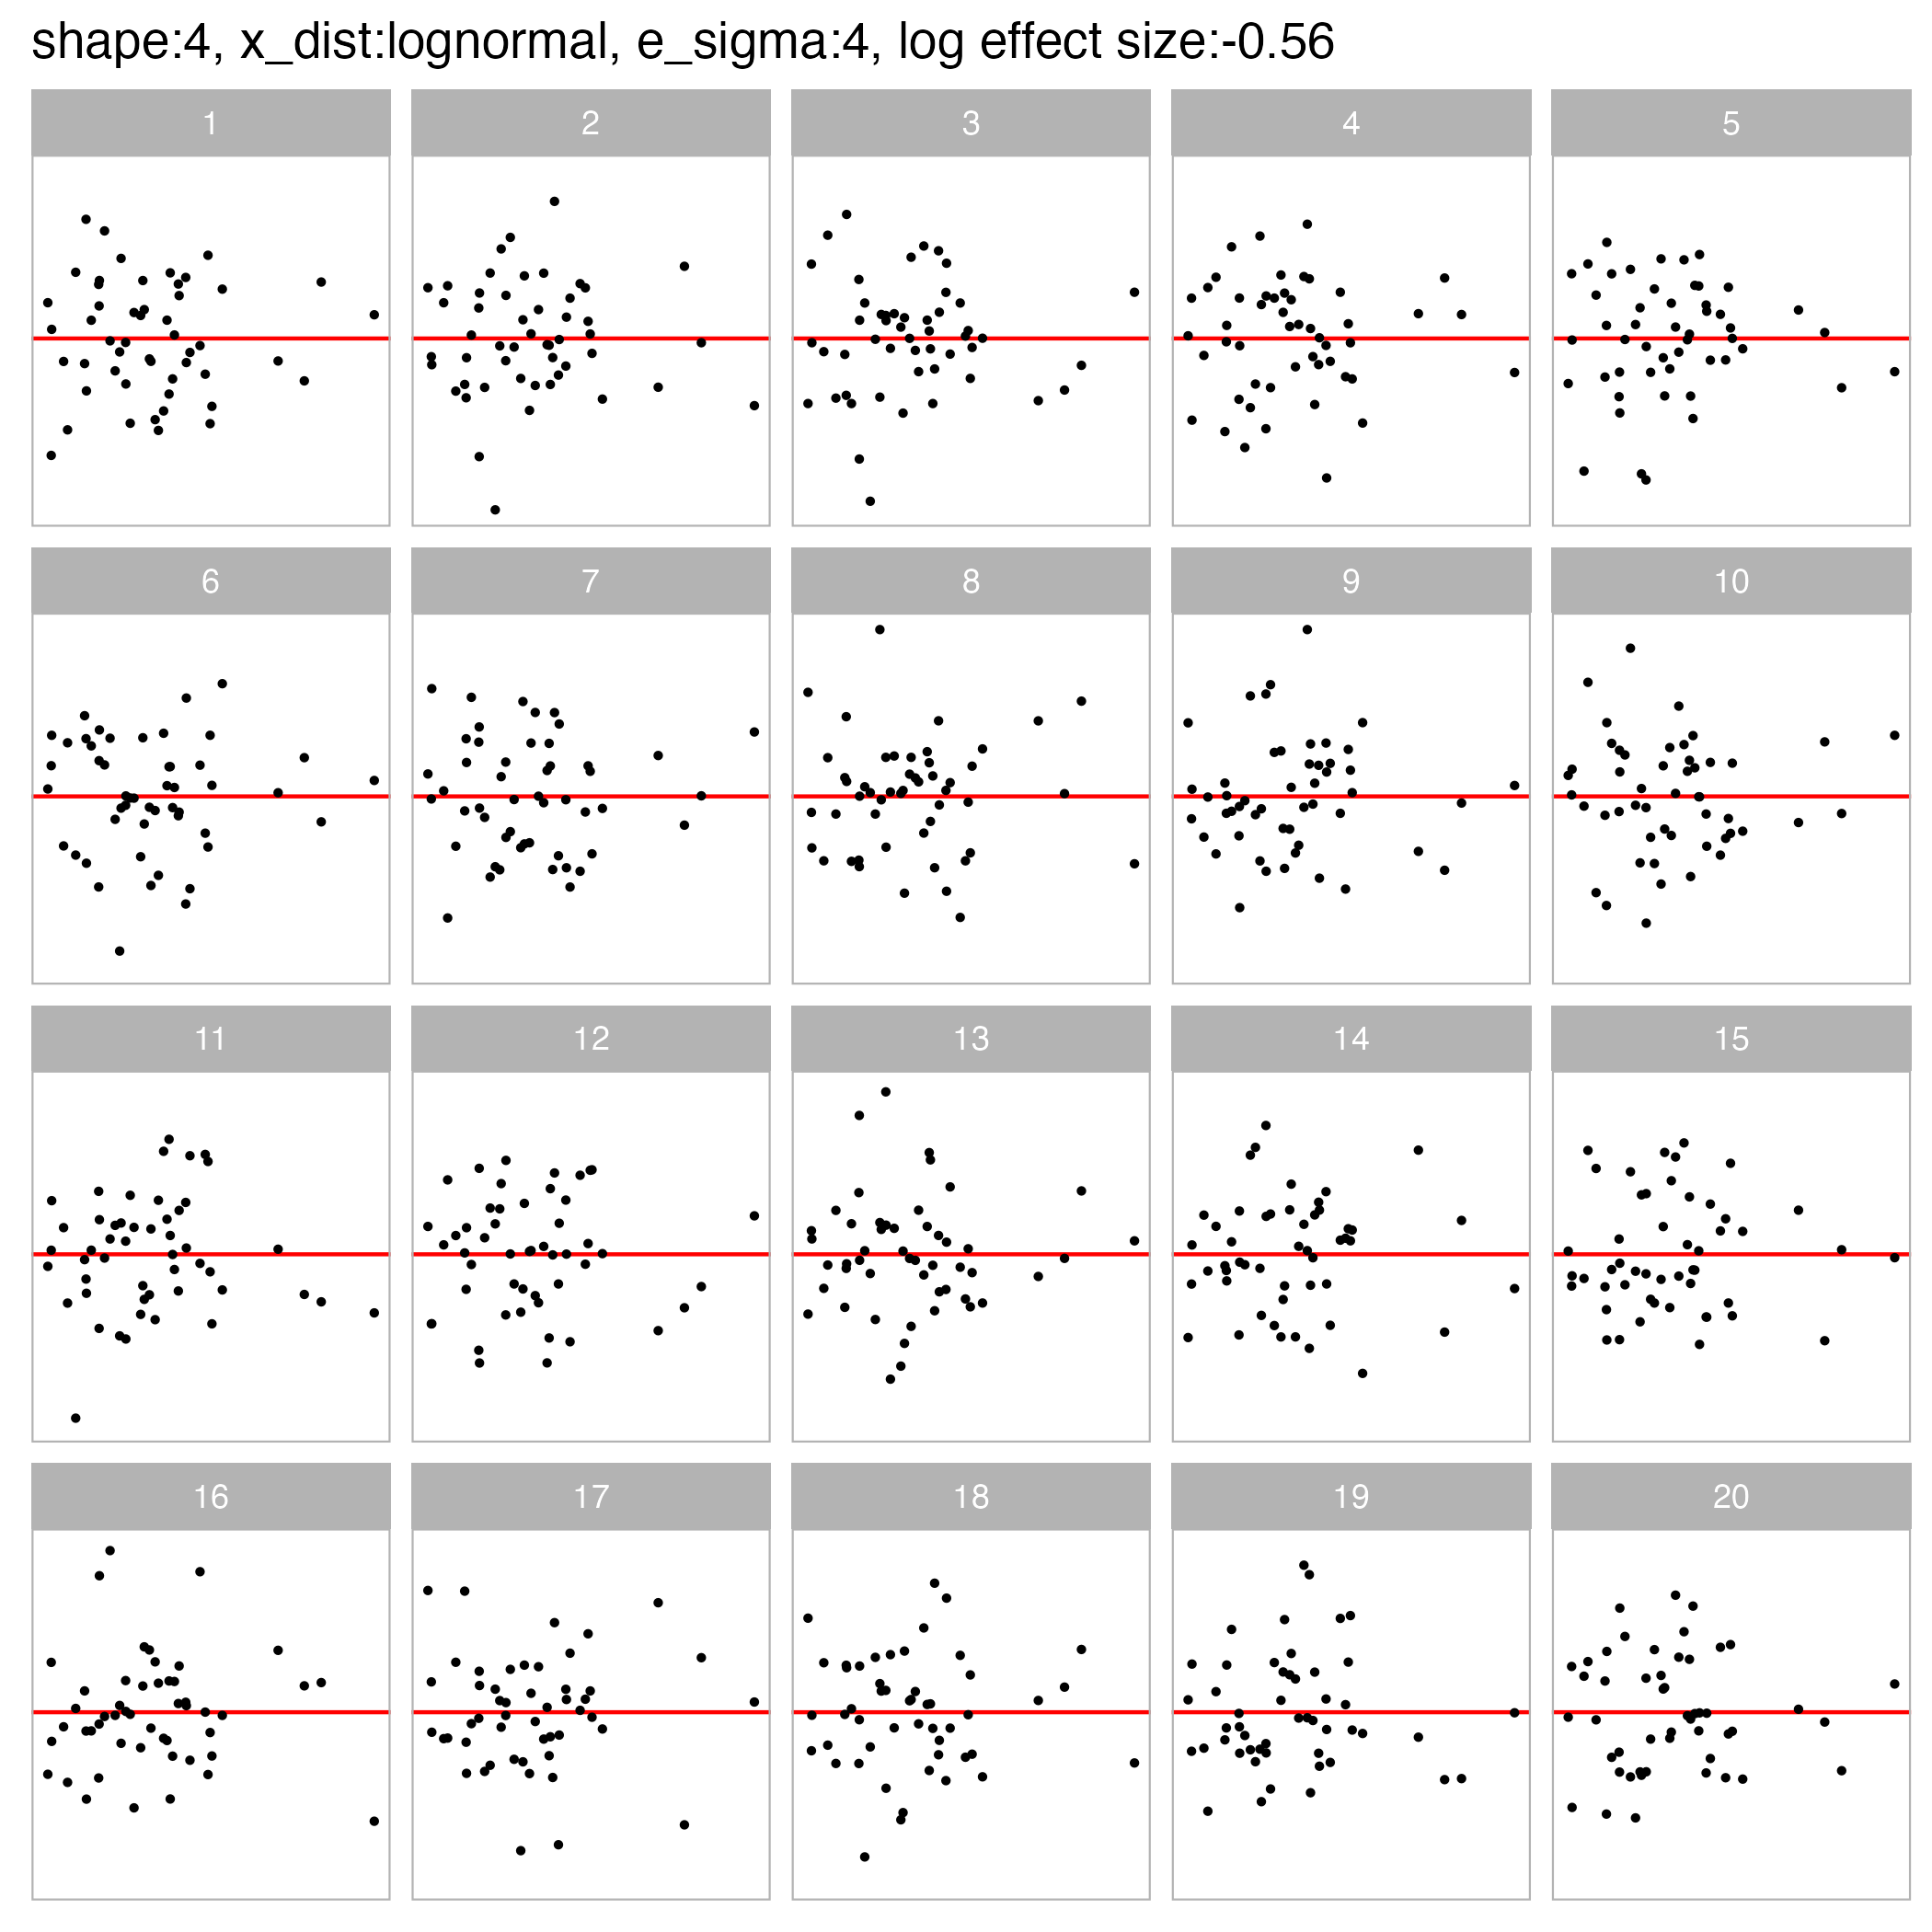 shape:4, x_dist:lognormal, e_sigma:4, log effect size:-0.56
1 2 3 4 5
6 7 8 9 10
11 12 13 14 15
16 17 18 19 20